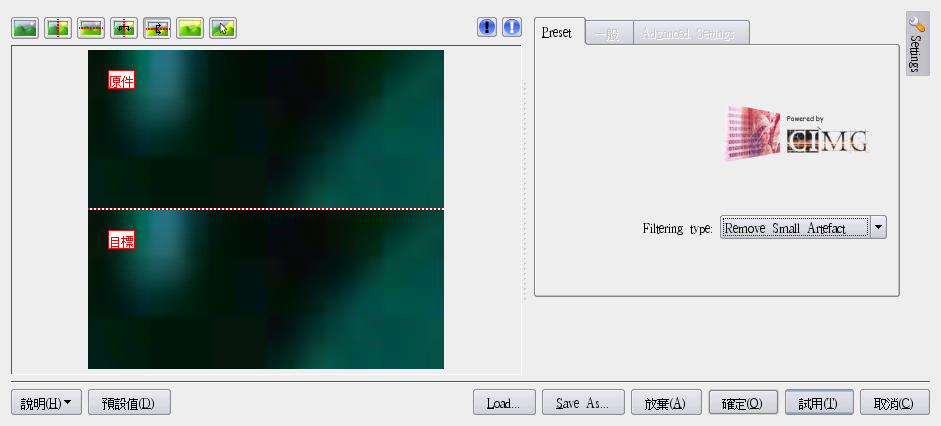 Preset
一般
Advanced Settings
Settings
原件
Powered by
CIMG
Filtering type:
Remove Small Artefact
目標
說明(H)
預設值(D)
Load...
Save As...
放棄(A)
確定(O)
試用(T)
取消(C)